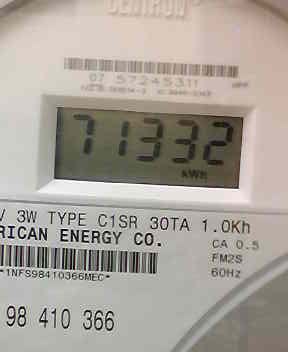 CENTRON
07 57245311
71332
kWh
V 3W TYPE C1SR 30TA 1.0Kh
RICAN ENERGY CO.
CA 0.5
FM2S
60Hz
*1NFS98410366MEC*
98 410 366